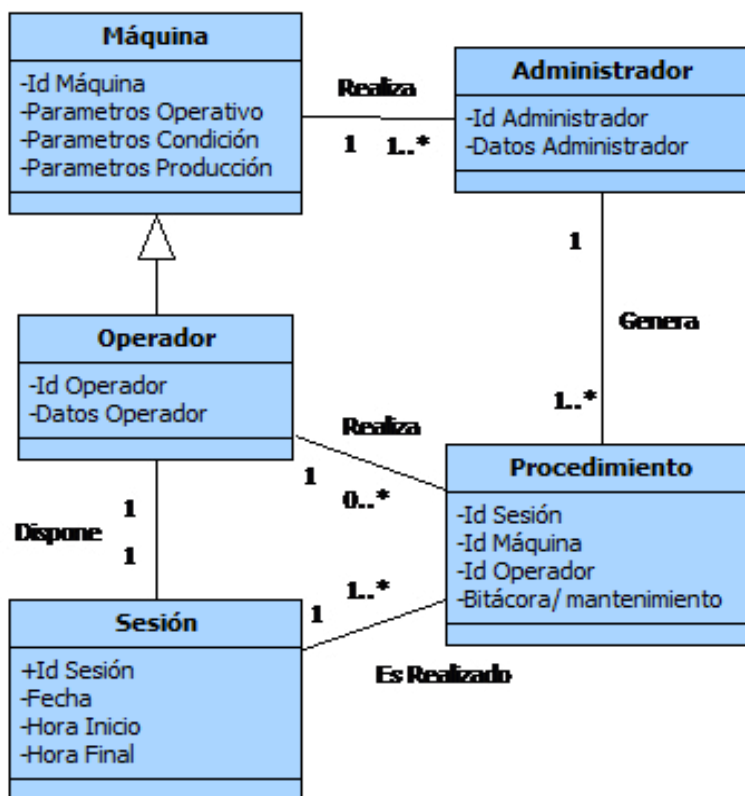 Máquina
-Id Máquina
-Parametros Operativo
-Parametros Condición
-Parametros Producción
Realiza
1
1..*
Administrador
-Id Administrador
-Datos Administrador
1
Genera
1..*
Operador
-Id Operador
-Datos Operador
Realiza
1
0..*
Procedimiento
-Id Sesión
-Id Máquina
-Id Operador
-Bitácora/ mantenimiento
1
Dispone
1
1..*
1
Es Realizado
Sesión
+Id Sesión
-Fecha
-Hora Inicio
-Hora Final